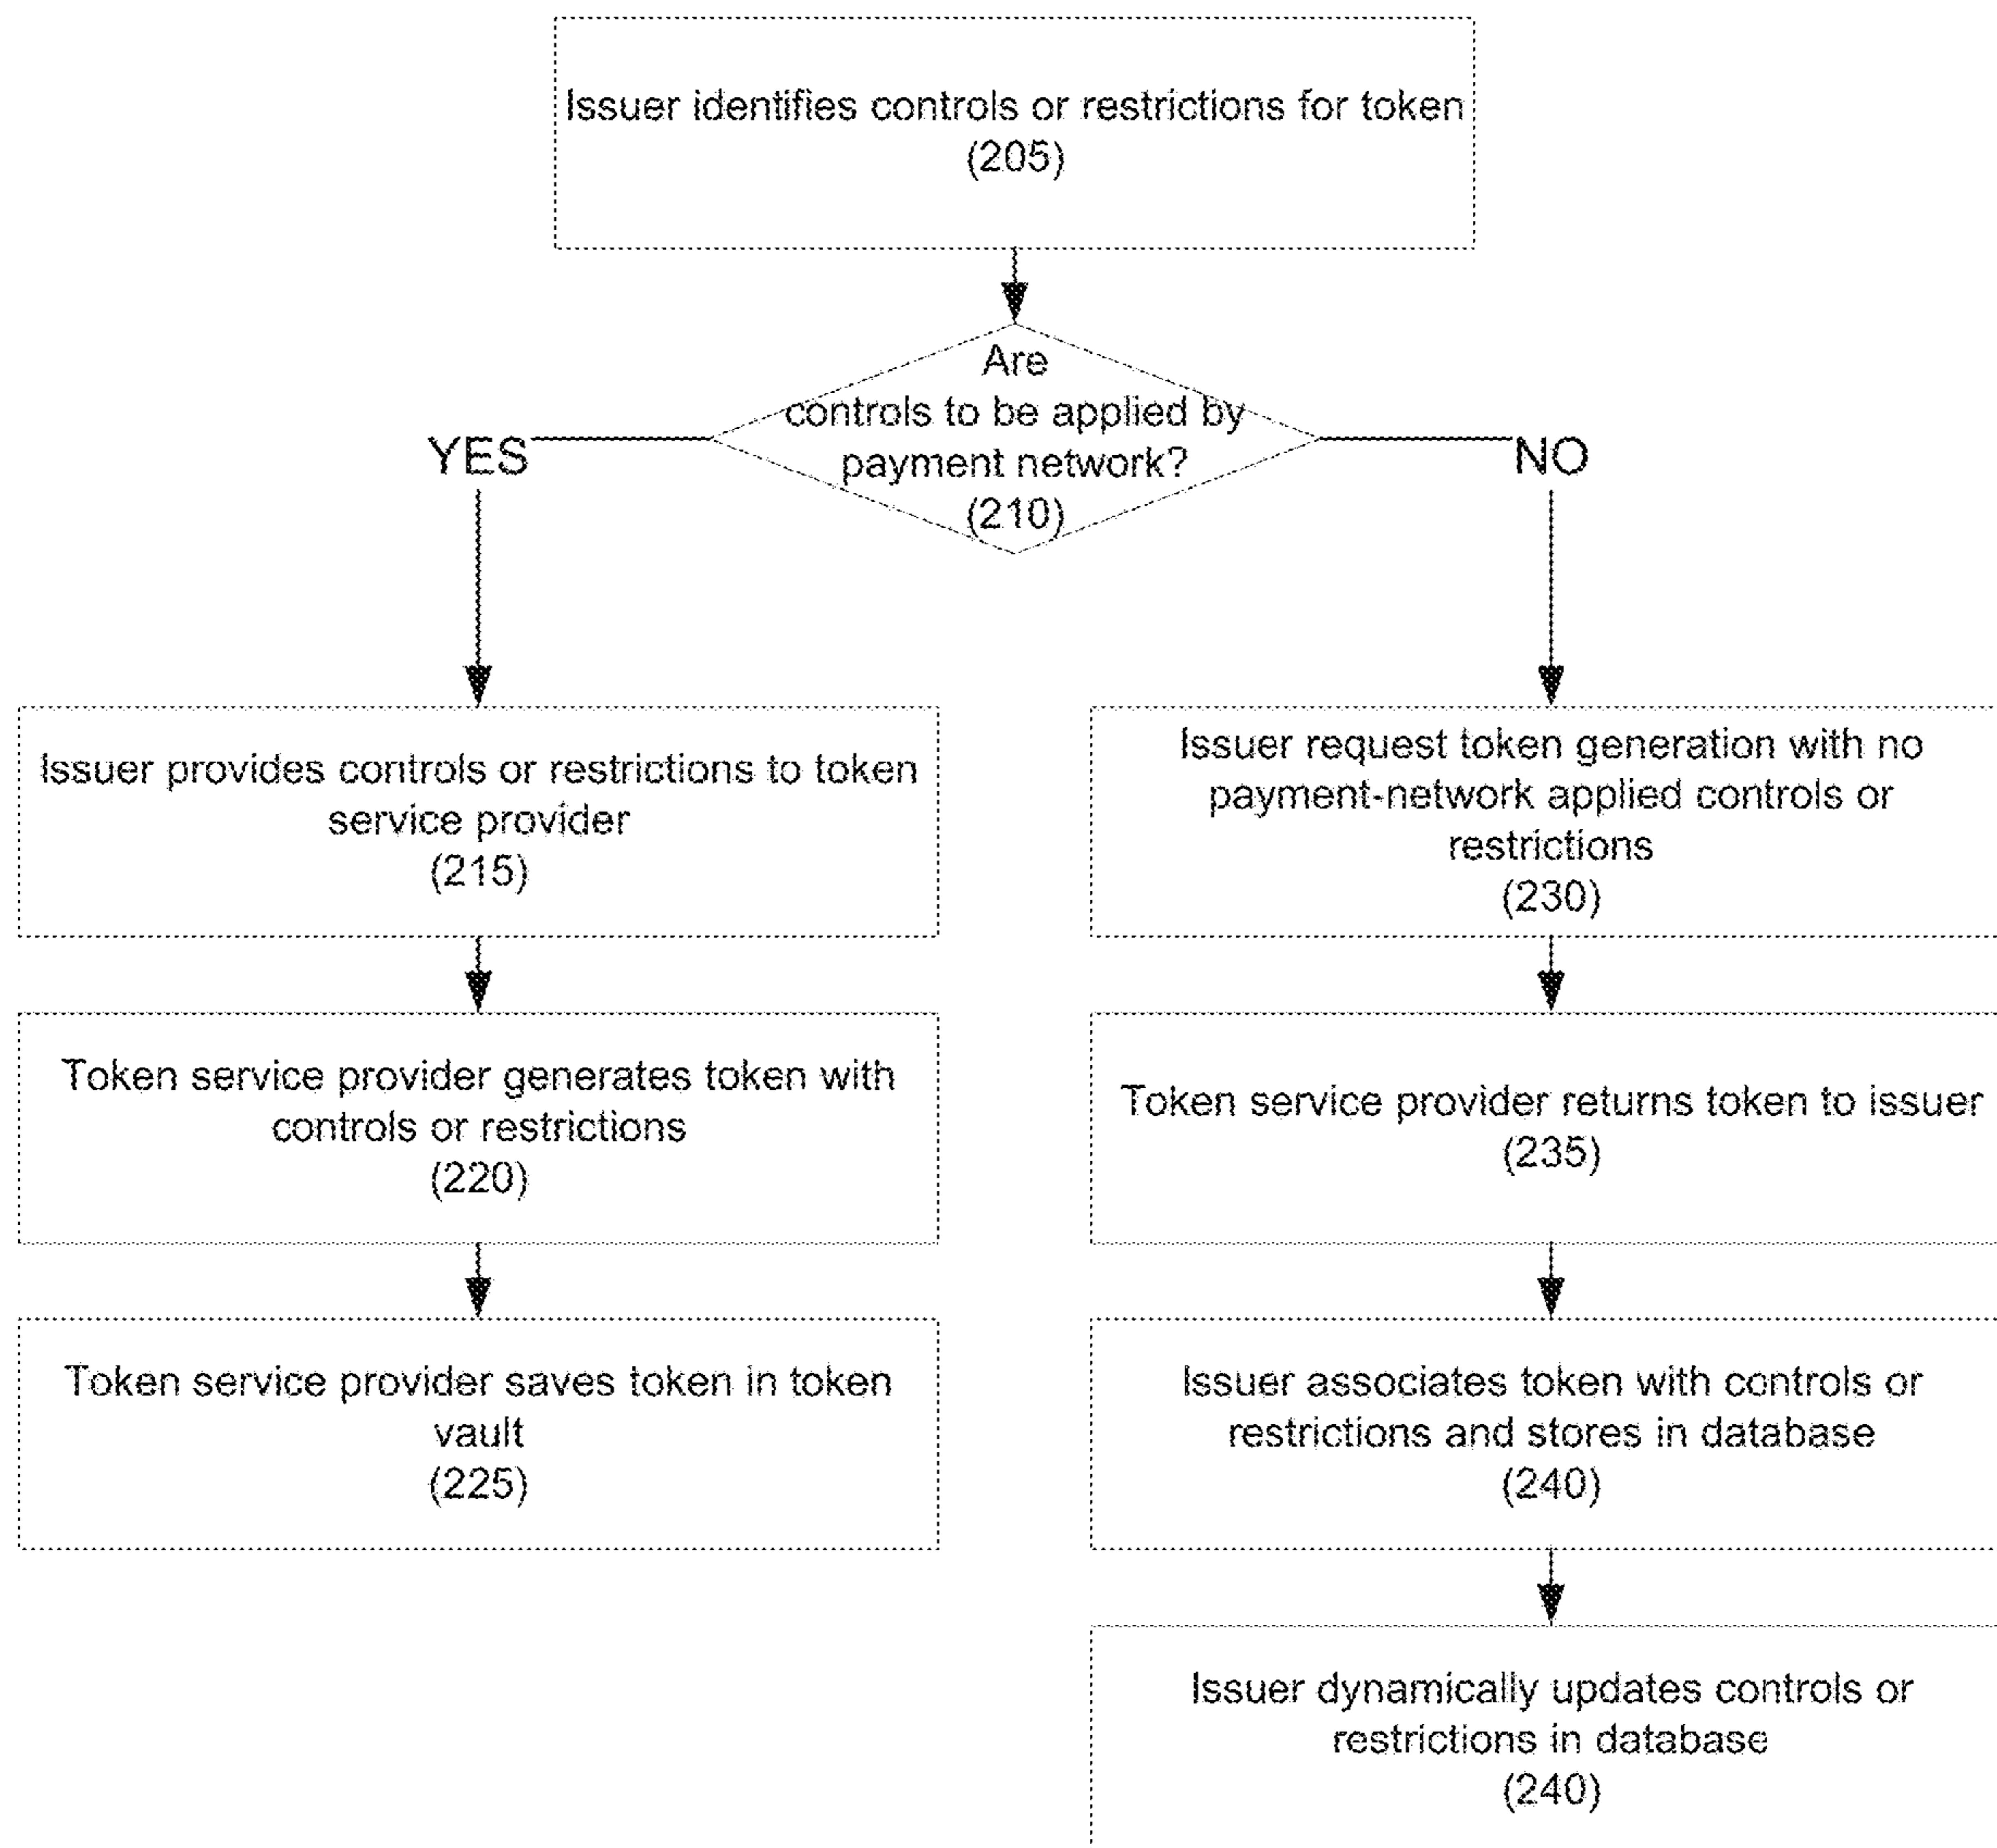 Issuer identifies controls or restrictions for token
(205)
Are
controls to be applied by
payment network?
(210)
YES
NO
Issuer provides controls or restrictions to token
service provider
(215)
Issuer request token generation with no
payment-network applied controls or
restrictions
(230)
Token service provider generates token with
controls or restrictions
(220)
Token service provider returns token to issuer
(235)
Token service provider saves token in token
vault
(225)
Issuer associates token with controls or
restrictions and stores in database
(240)
Issuer dynamically updates controls or
restrictions in database
(240)